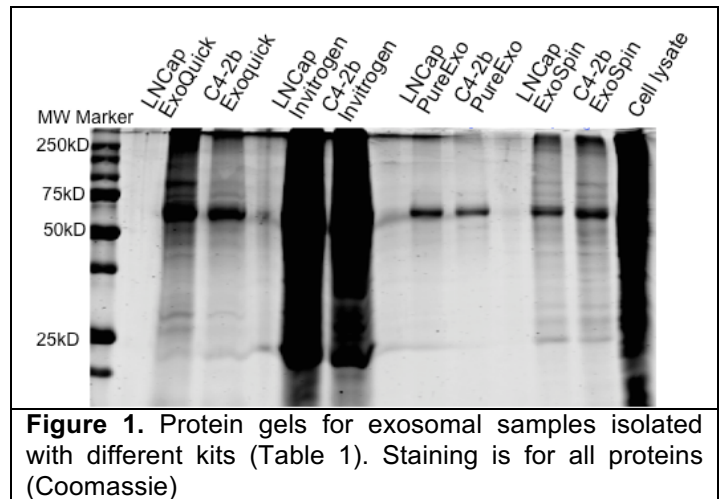 LNCap
ExoQuick
C4-2b
Exoquick
LNCap
Invitrogen
C4-2b
Invitrogen
LNCap
PureExo
C4-2b
PureExo
LNCap
ExoSpin
C4-2b
ExoSpin
Cell lysate
MW Marker
250kD
75kD
50kD
25kD
Figure 1. Protein gels for exosomal samples isolated
with different kits (Table 1). Staining is for all proteins
(Coomassie)